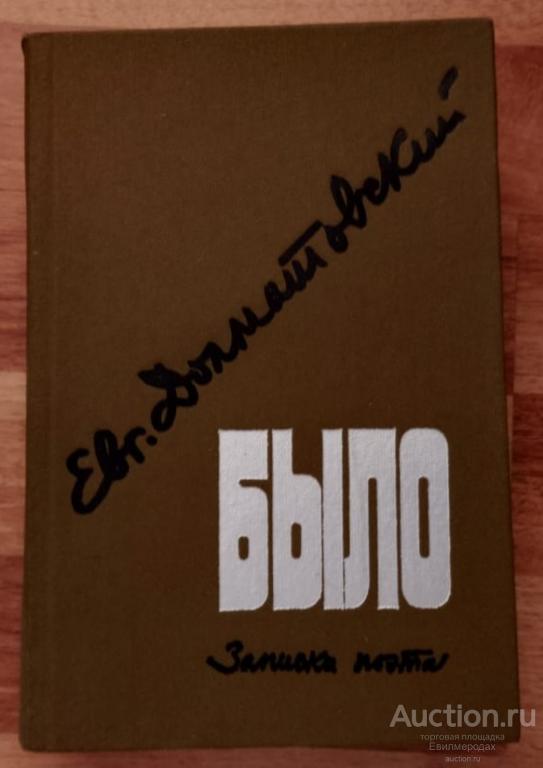 Евг. Долматовский
БЫЛО
Записки поэта
Auction.ru
торговая площадка
Евилмеродах
auction.ru